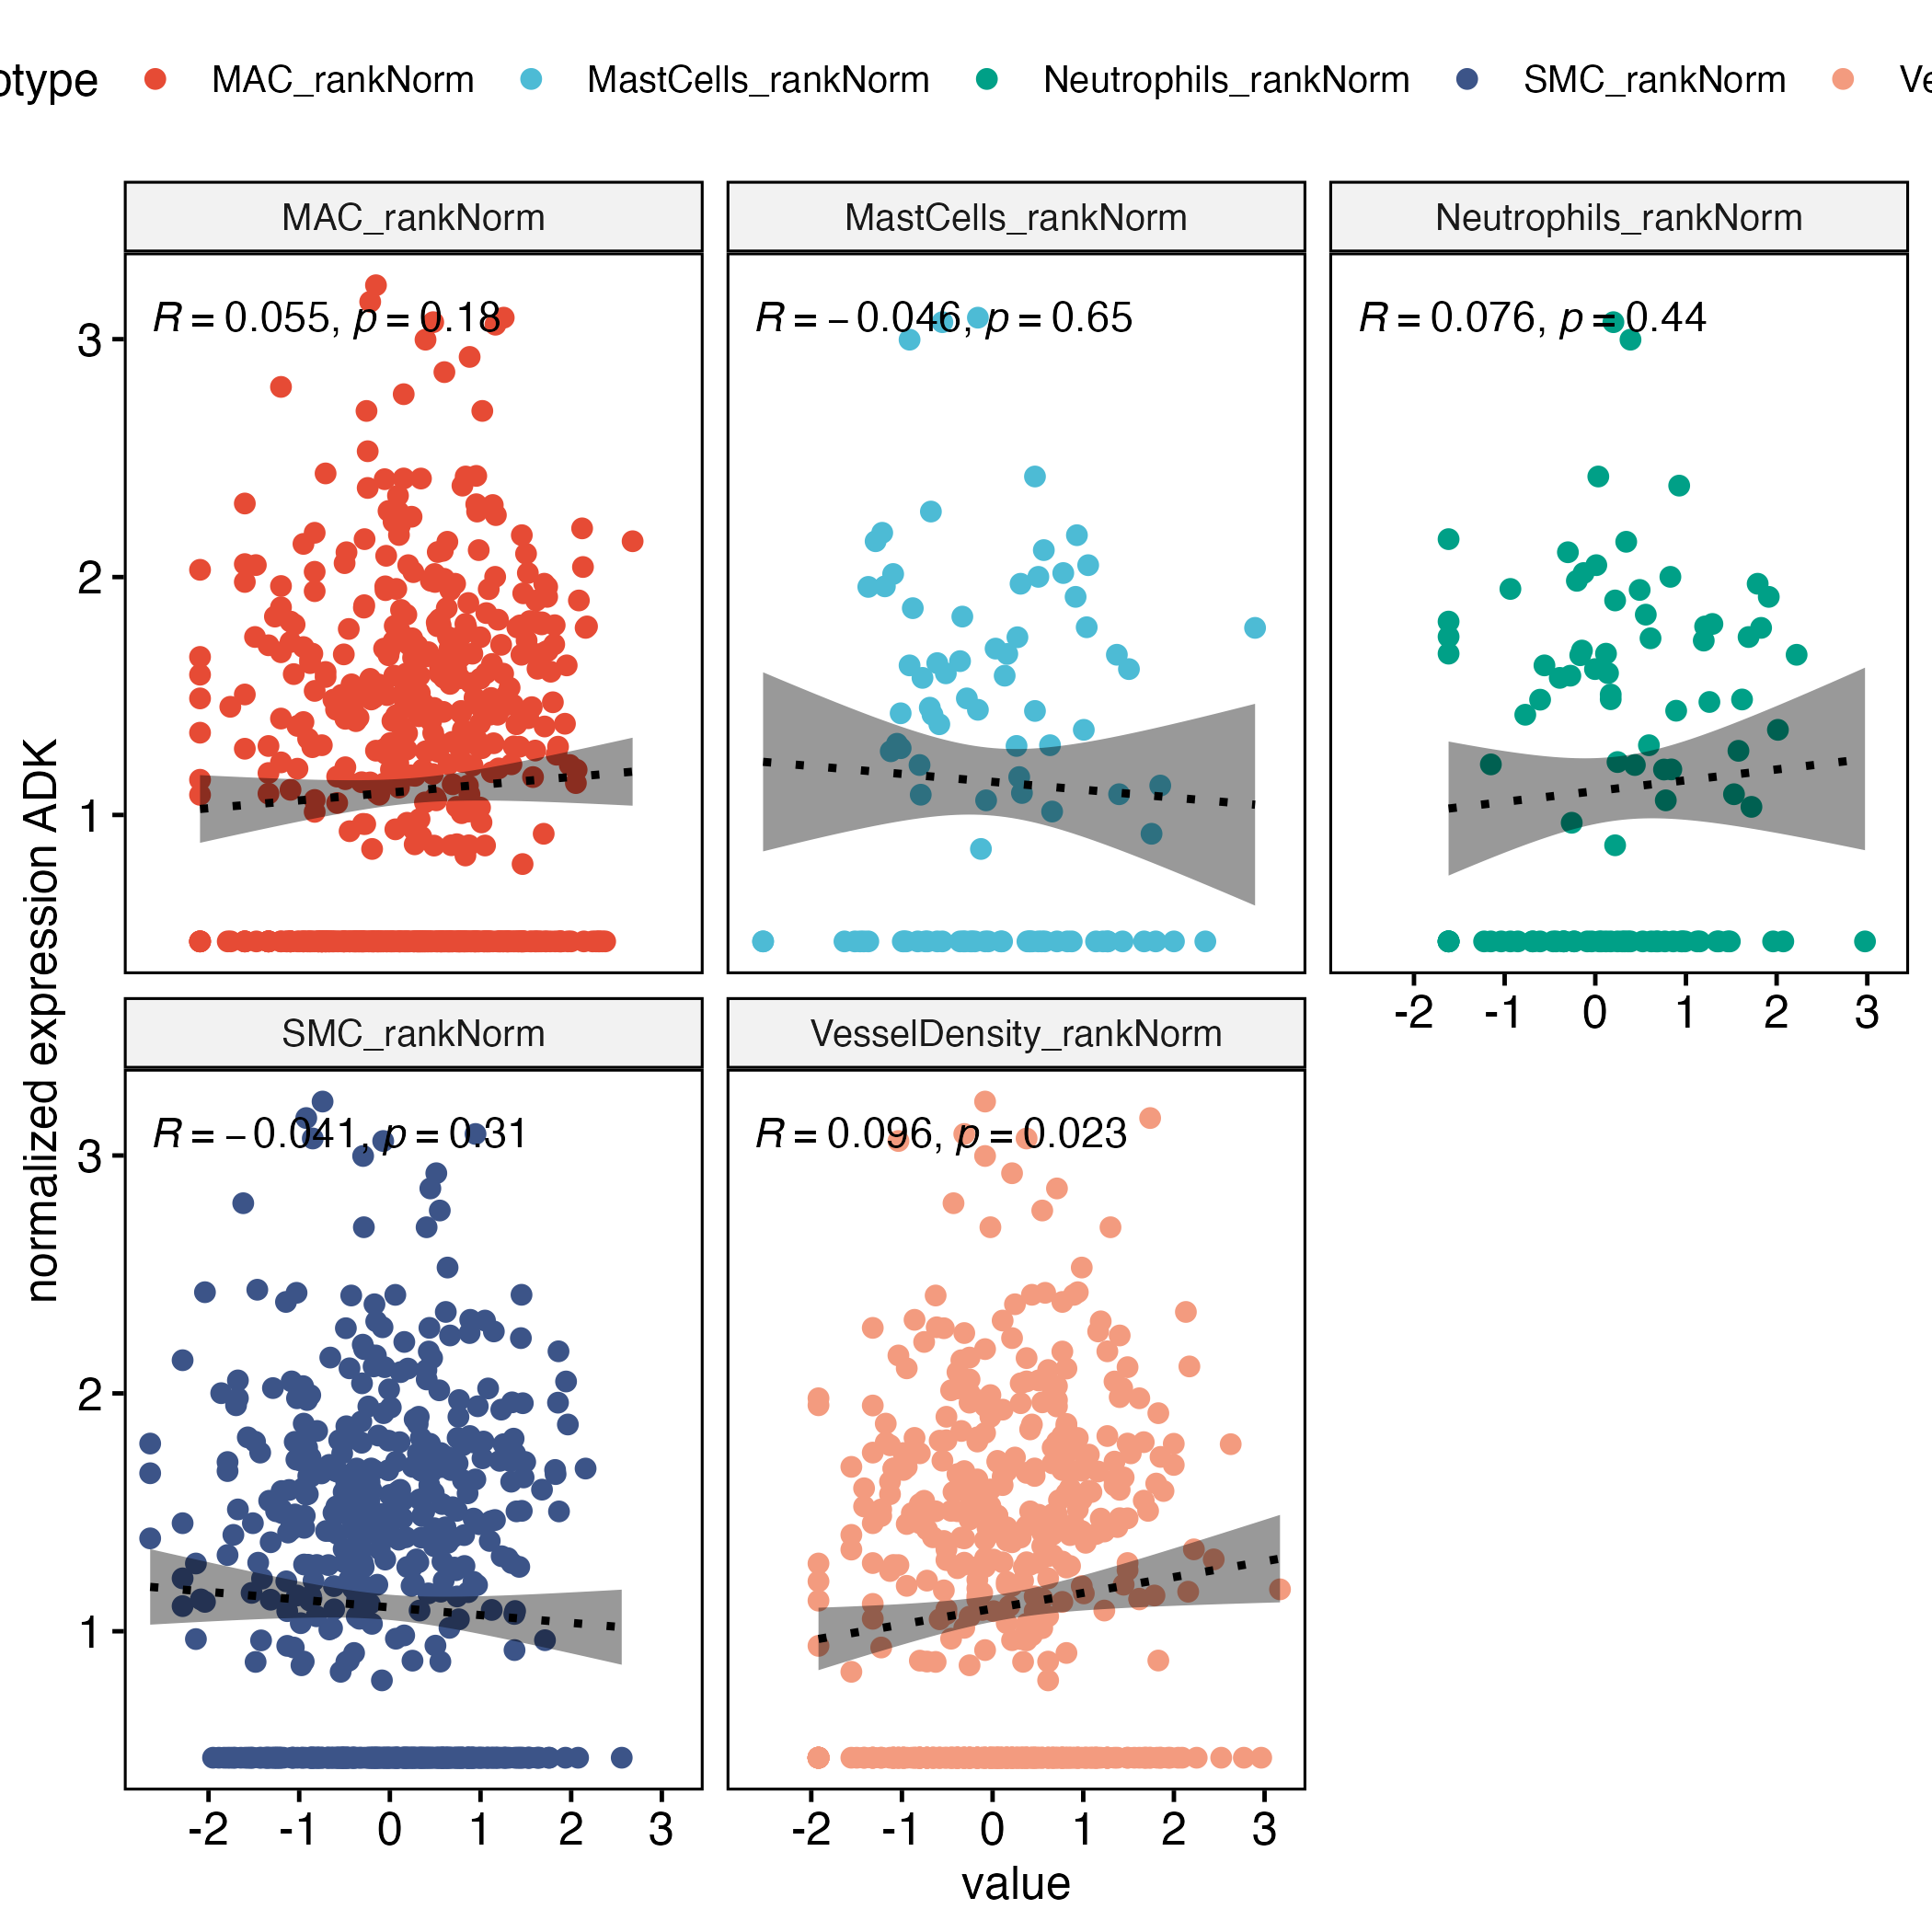 otype MAC_rankNorm MastCells_rankNorm Neutrophils_rankNorm SMC_rankNorm Ve
MAC_rankNorm MastCells_rankNorm Neutrophils_rankNorm
R = 0.055, p = 0.18 R = −0.046, p = 0.65 R = 0.076, p = 0.44
3
2
1
-2 -1 0 1 2 3
SMC_rankNorm VesselDensity_rankNorm
R = −0.041, p = 0.31 R = 0.096, p = 0.023
3
2
1
-2 -1 0 1 2 3 -2 -1 0 1 2 3
value
normalized expression ADK